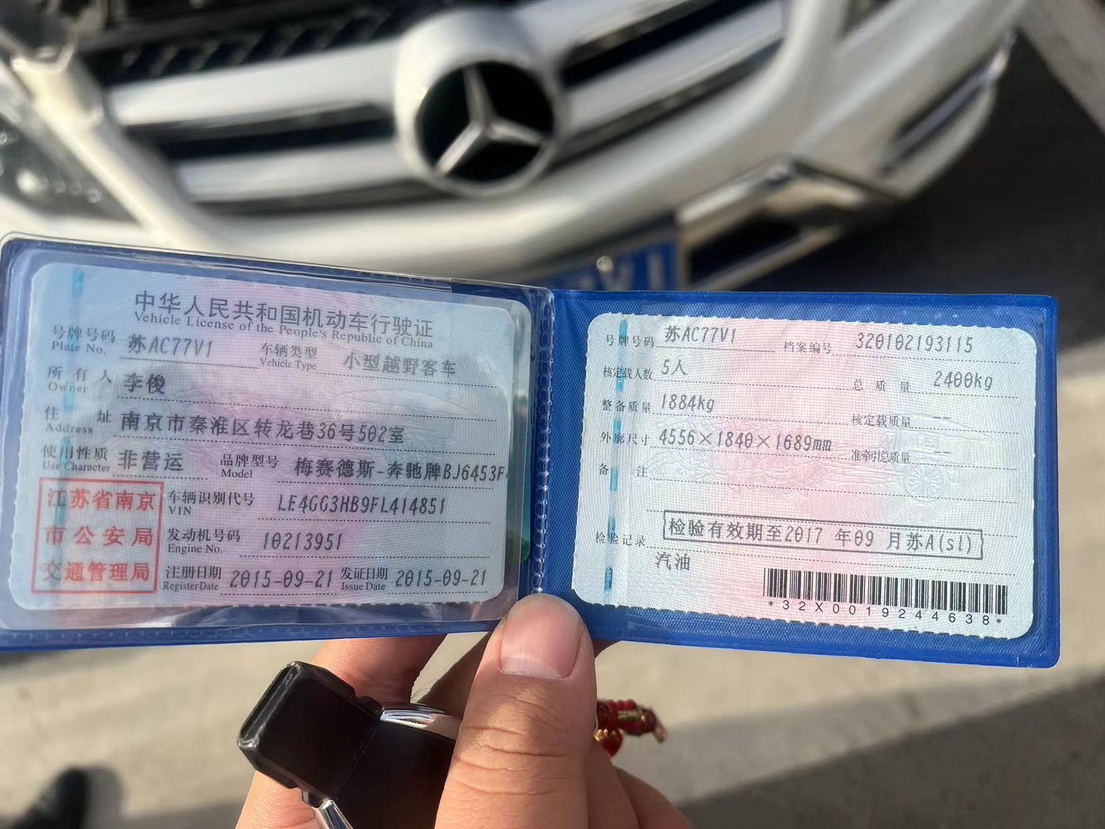 中华人民共和国机动车行驶证
Vehicle License of the People's Republic of China
号牌号码 苏AC77V1 车辆类型 小型越野客车
Plate No. Vehicle Type
所有人 李俊
Owner
住址 南京市秦淮区转龙巷36号502室
Address
使用性质 非营运 品牌型号 梅赛德斯-奔驰牌BJ6453F
Use Character Model
江苏省南京
市公安局
交通管理局
车辆识别代号 LE4GG3HB9FL414851
VIN
发动机号码 10213951
Engine No.
注册日期 2015-09-21 发证日期 2015-09-21
Register Date Issue Date
号牌号码 苏AC77V1 档案编号 320102193115
核定载人数 5人 总质量 2400kg
整备质量 1884kg 核定载质量 --
外廓尺寸 4556×1840×1689mm 准牵引总质量 --
备注
检验记录 检验有效期至2017 年09 月苏A(sl)
汽油
*32X0019244638*